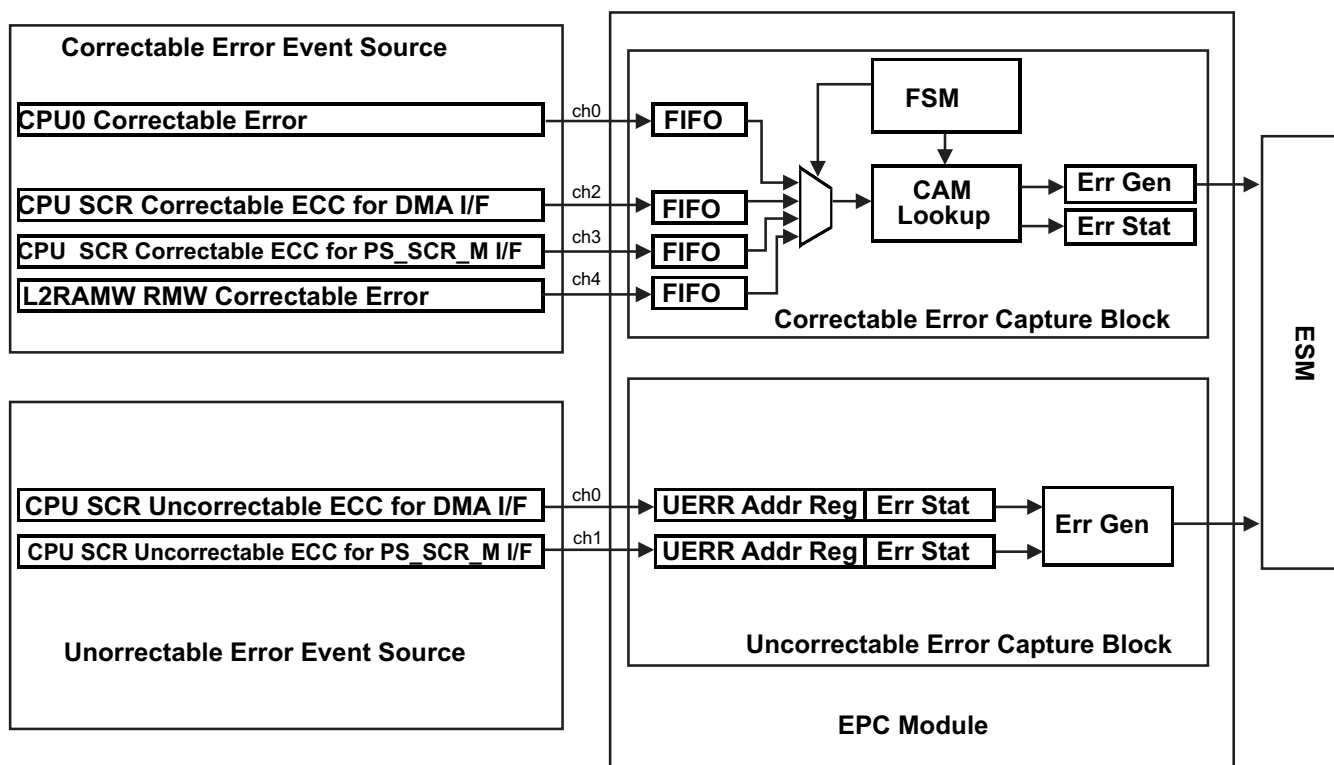 Correctable Error Event Source
CPU0 Correctable Error
ch0
FIFO
FSM
CPU SCR Correctable ECC for DMA I/F
ch2
FIFO
CAM
Lookup
Err Gen
Err Stat
CPU SCR Correctable ECC for PS_SCR_M I/F
ch3
FIFO
L2RAMW RMW Correctable Error
ch4
FIFO
Correctable Error Capture Block
ESM
CPU SCR Uncorrectable ECC for DMA I/F
ch0
UERR Addr Reg
Err Stat
Err Gen
CPU SCR Uncorrectable ECC for PS_SCR_M I/F
ch1
UERR Addr Reg
Err Stat
Unorrectable Error Event Source
Uncorrectable Error Capture Block
EPC Module